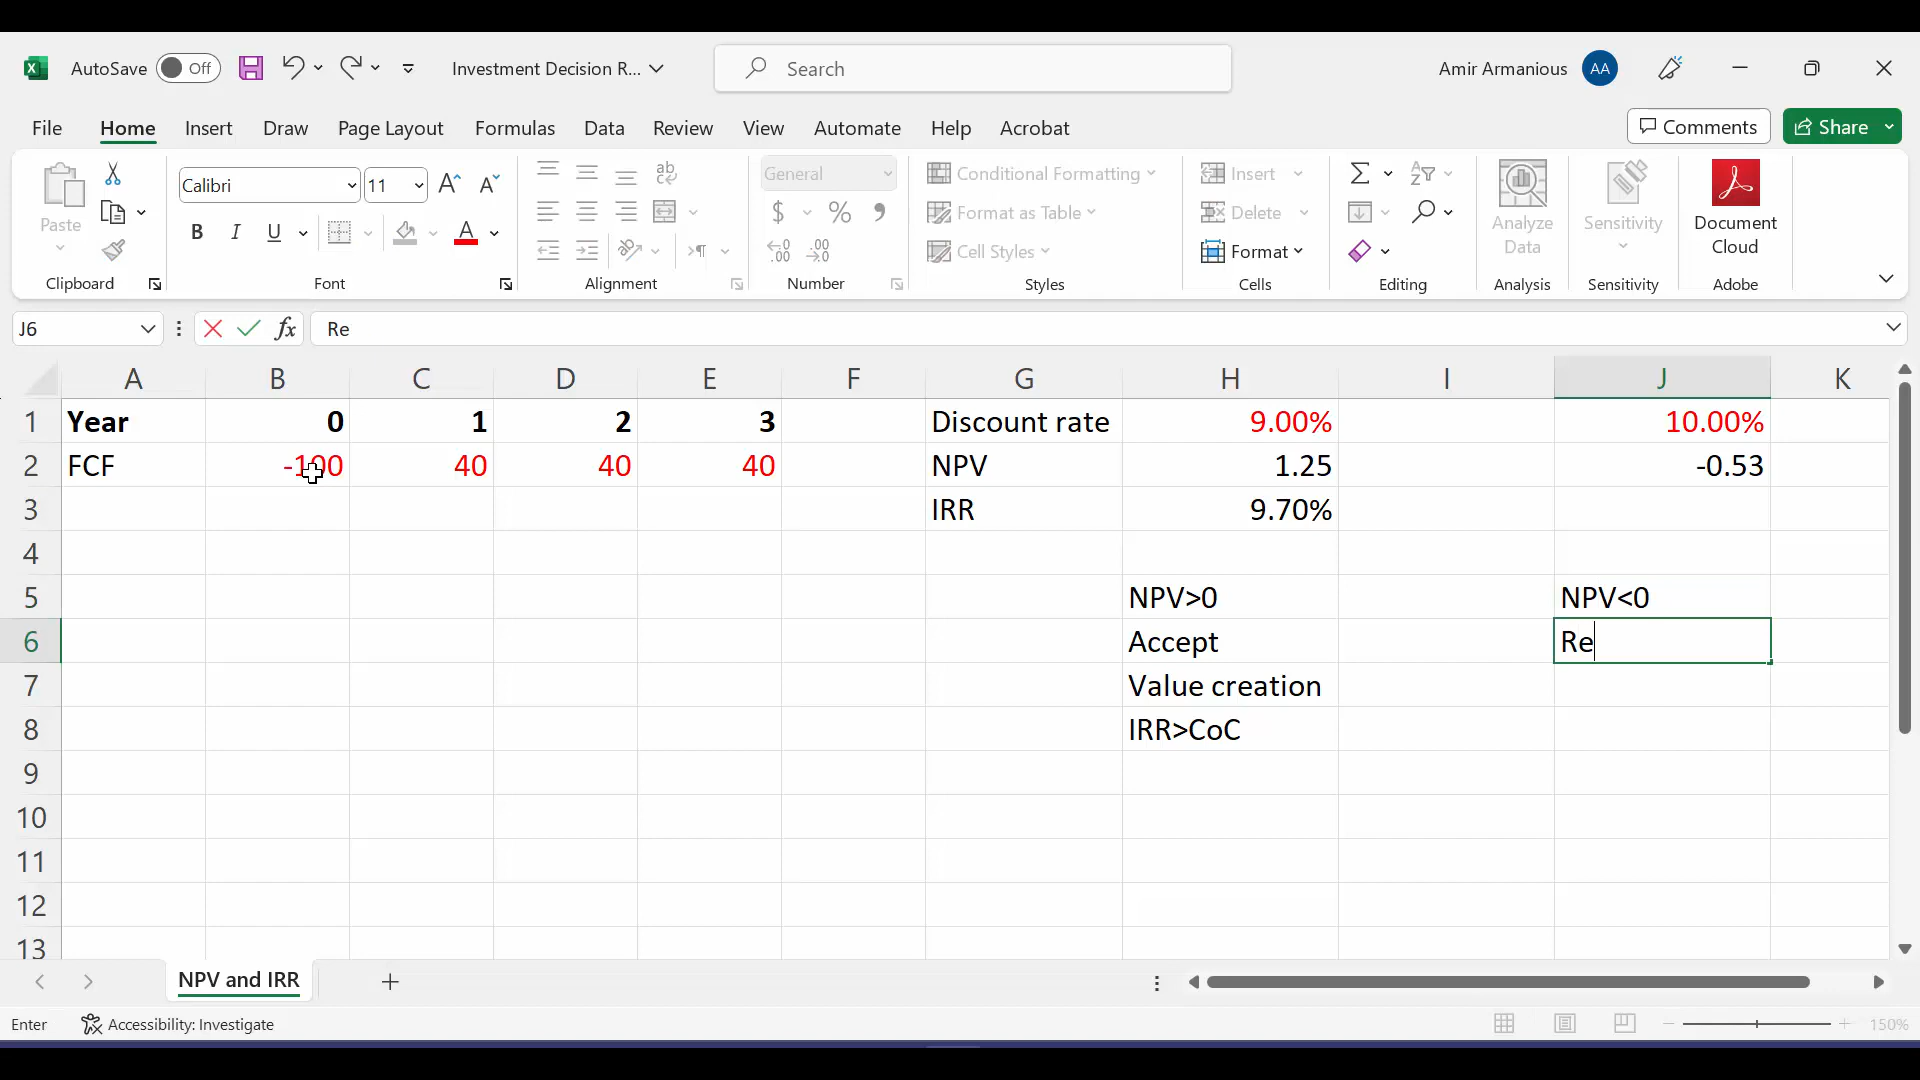 AutoSave Off Investment Decision R... Search Amir Armanious AA
File Home Insert Draw Page Layout Formulas Data Review View Automate Help Acrobat Comments Share
Paste Calibri 11 A A ab General Conditional Formatting Insert Analyze Data Sensitivity Document Cloud
B I U A $ % Format as Table Delete
Cell Styles Format
Clipboard Font Alignment Number Styles Cells Editing Analysis Sensitivity Adobe
J6 fx Re
A B C D E F G H I J K
1 Year 0 1 2 3 Discount rate 9.00% 10.00%
2 FCF -100 40 40 40 NPV 1.25 -0.53
3 IRR 9.70%
4
5 NPV>0 NPV<0
6 Accept Re
7 Value creation
8 IRR>CoC
9
10
11
12
13
NPV and IRR
Enter Accessibility: Investigate 150%